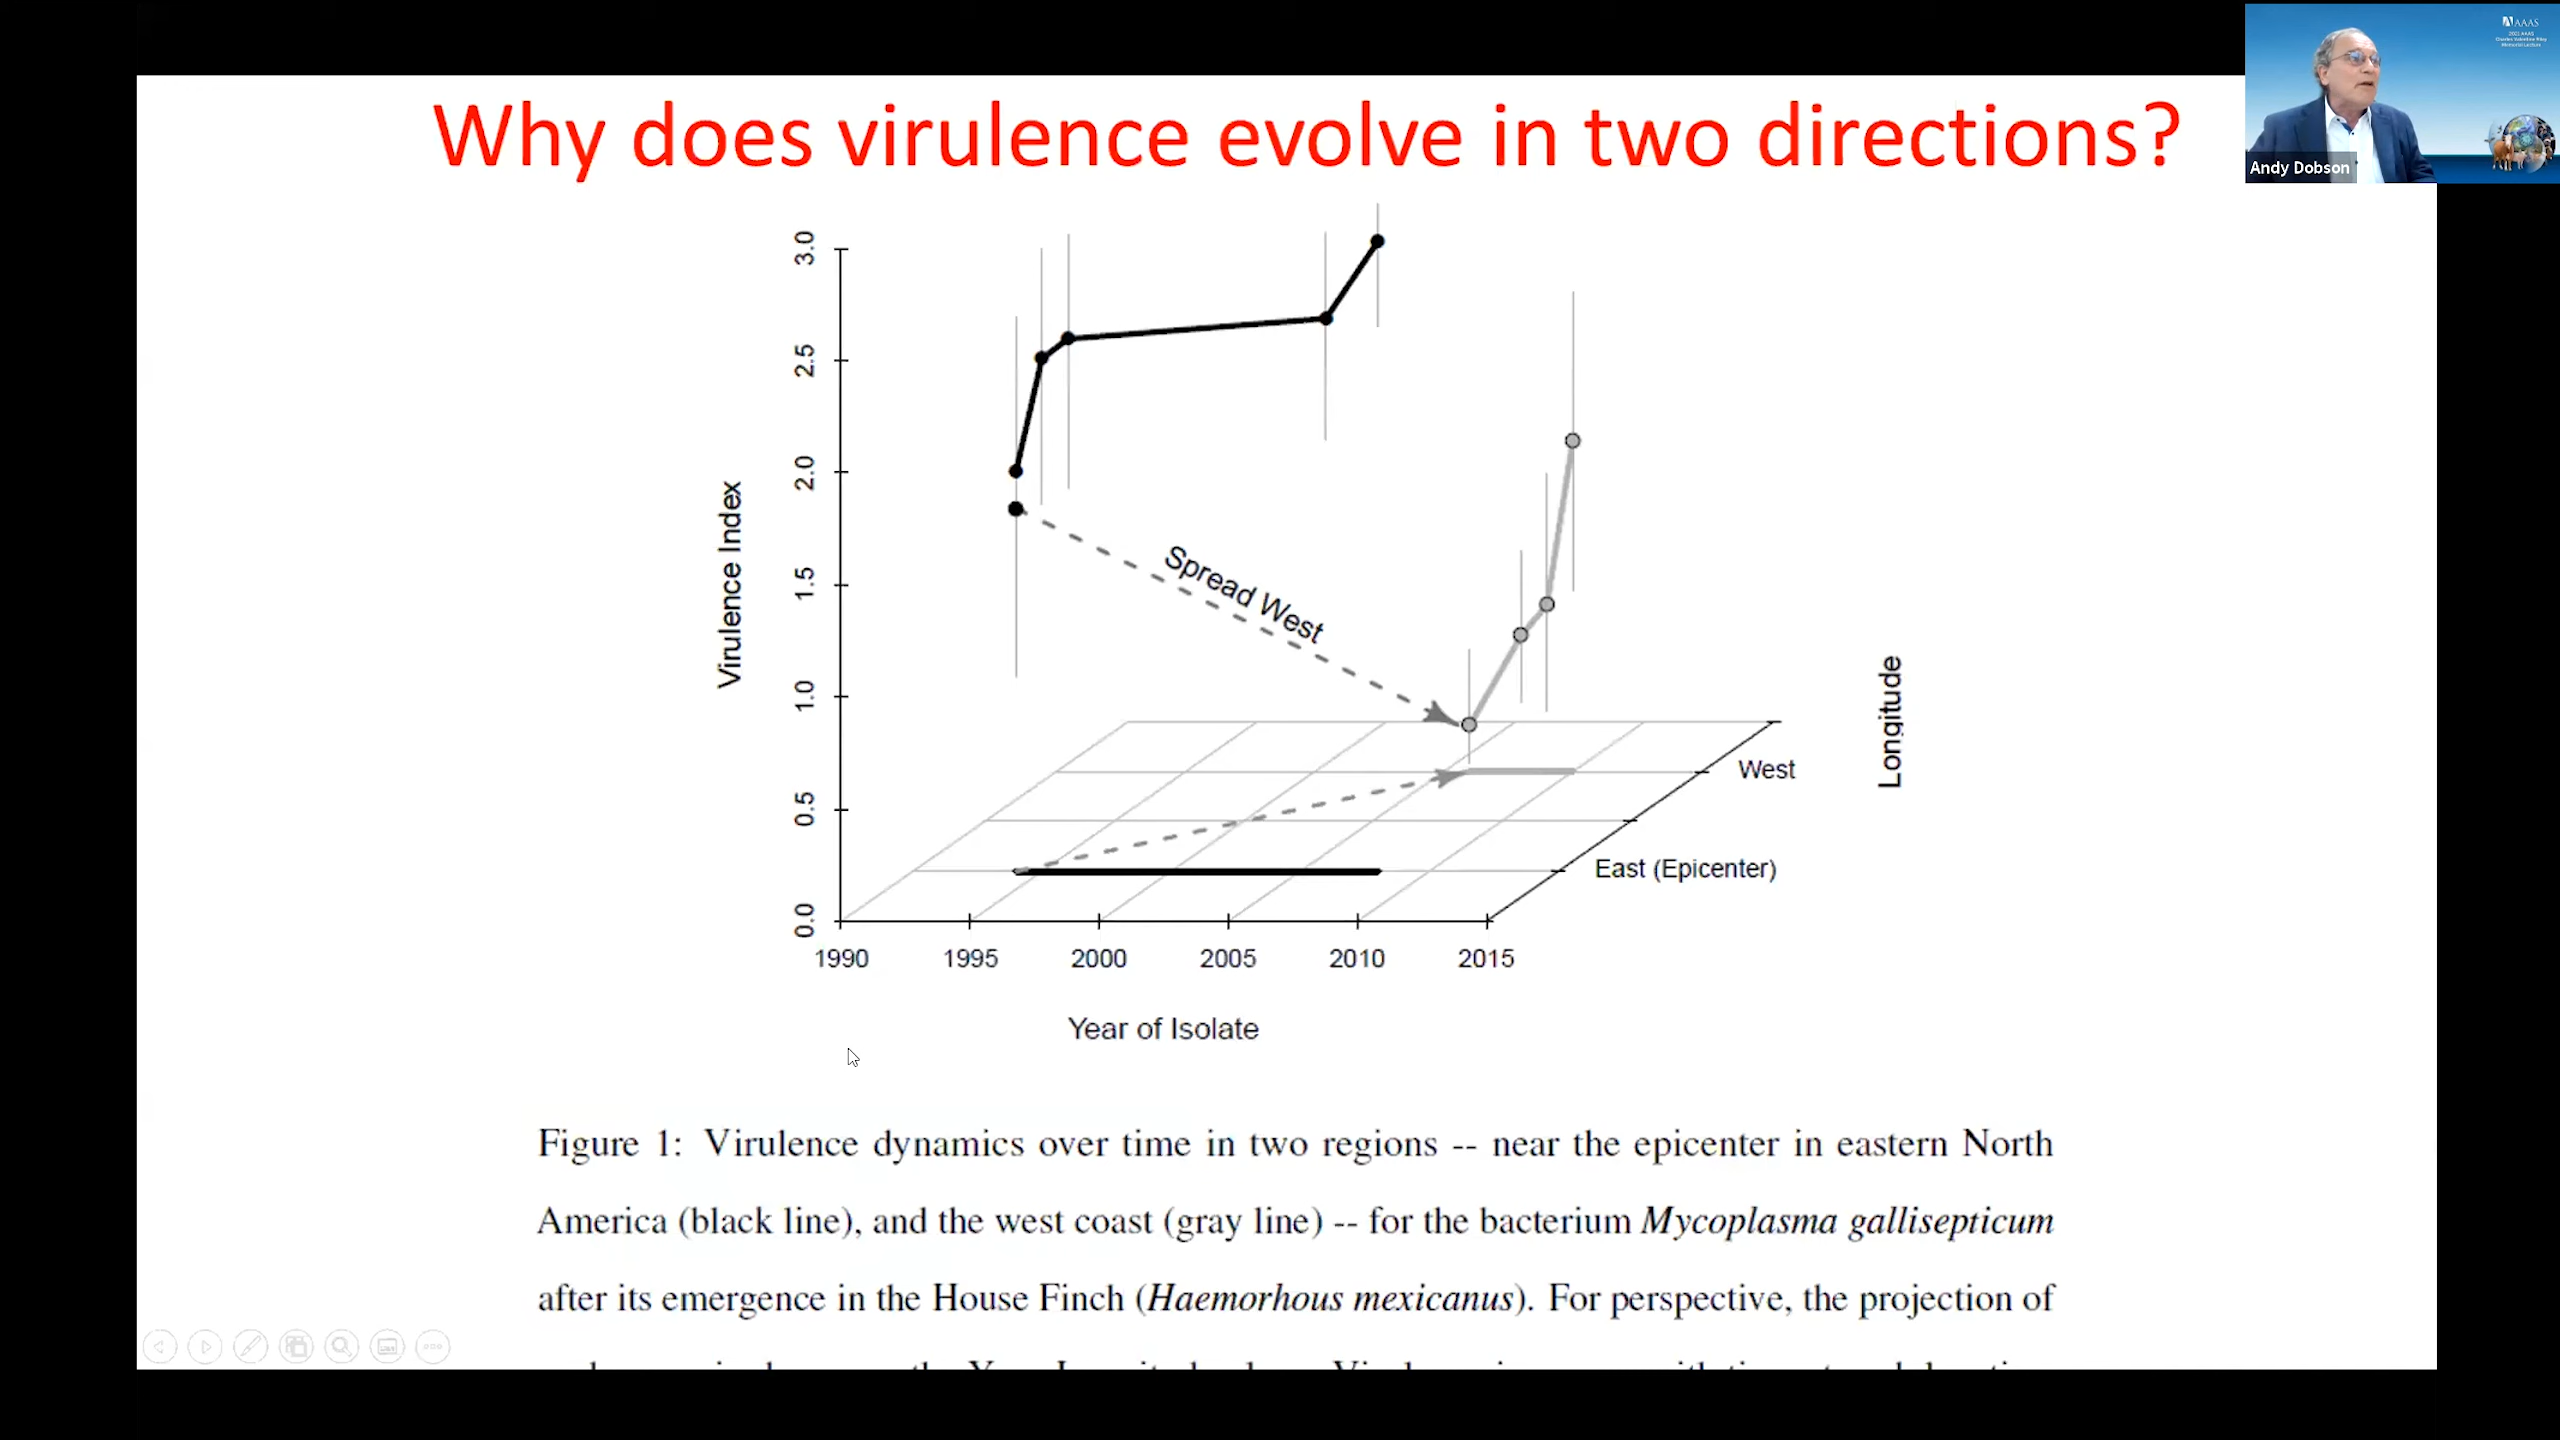 Why does virulence evolve in two directions?
AAAS
Andy Dobson
3.0
2.5
2.0
1.5
1.0
0.5
0.0
Virulence Index
Spread West
Longitude
West
East (Epicenter)
1990 1995 2000 2005 2010 2015
Year of Isolate
Figure 1: Virulence dynamics over time in two regions -- near the epicenter in eastern North
America (black line), and the west coast (gray line) -- for the bacterium Mycoplasma gallisepticum
after its emergence in the House Finch (Haemorhous mexicanus). For perspective, the projection of